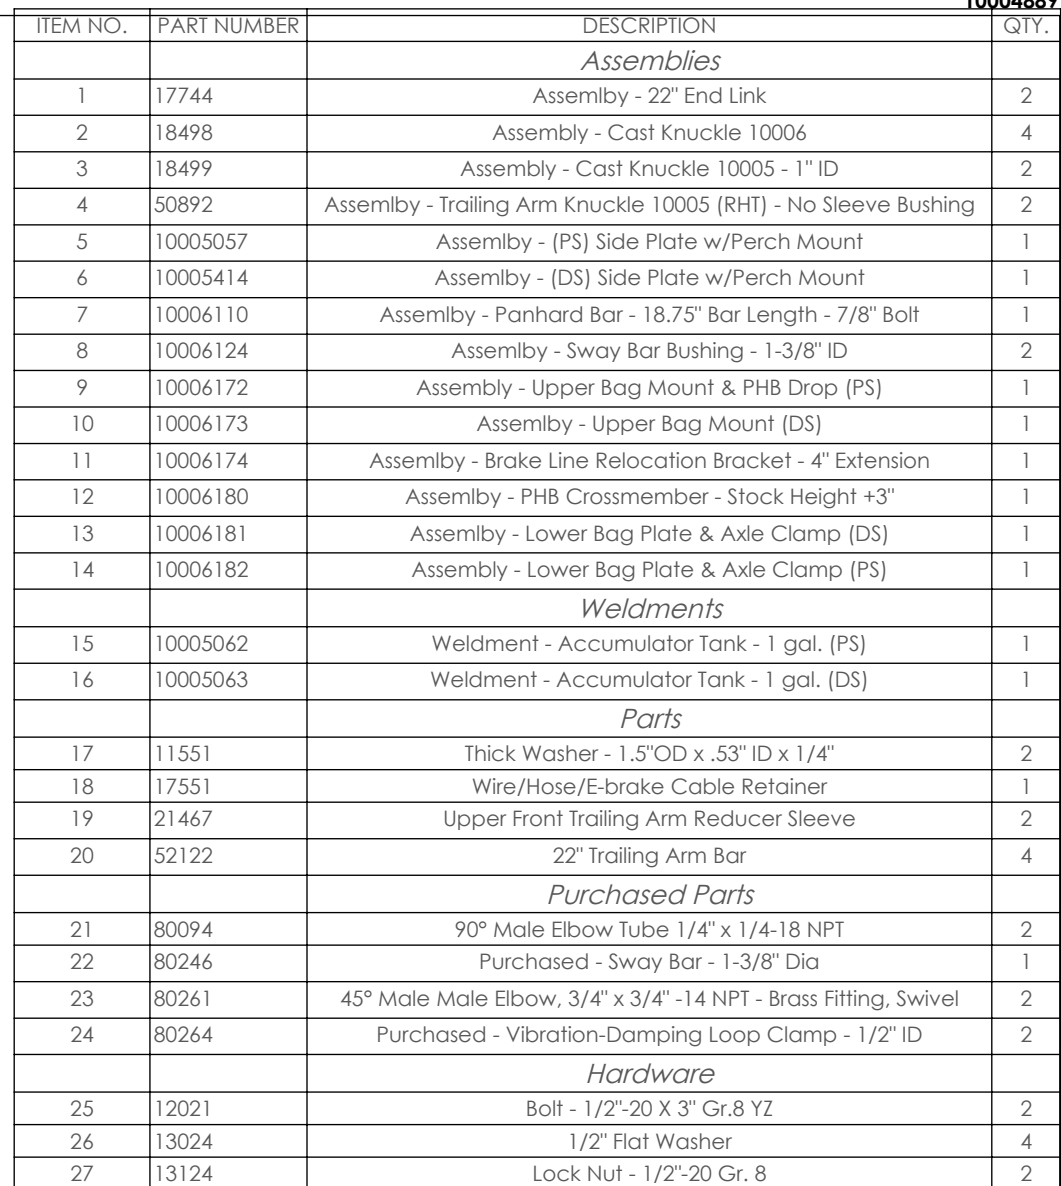 10004889
ITEM NO. PART NUMBER DESCRIPTION QTY.
Assemblies
1 17744 Assemlby - 22" End Link 2
2 18498 Assembly - Cast Knuckle 10006 4
3 18499 Assembly - Cast Knuckle 10005 - 1" ID 2
4 50892 Assemlby - Trailing Arm Knuckle 10005 (RHT) - No Sleeve Bushing 2
5 10005057 Assemlby - (PS) Side Plate w/Perch Mount 1
6 10005414 Assemlby - (DS) Side Plate w/Perch Mount 1
7 10006110 Assemlby - Panhard Bar - 18.75" Bar Length - 7/8" Bolt 1
8 10006124 Assemlby - Sway Bar Bushing - 1-3/8" ID 2
9 10006172 Assembly - Upper Bag Mount & PHB Drop (PS) 1
10 10006173 Assemlby - Upper Bag Mount (DS) 1
11 10006174 Assemlby - Brake Line Relocation Bracket - 4" Extension 1
12 10006180 Assemlby - PHB Crossmember - Stock Height +3" 1
13 10006181 Assemlby - Lower Bag Plate & Axle Clamp (DS) 1
14 10006182 Assembly - Lower Bag Plate & Axle Clamp (PS) 1
Weldments
15 10005062 Weldment - Accumulator Tank - 1 gal. (PS) 1
16 10005063 Weldment - Accumulator Tank - 1 gal. (DS) 1
Parts
17 11551 Thick Washer - 1.5"OD x .53" ID x 1/4" 2
18 17551 Wire/Hose/E-brake Cable Retainer 1
19 21467 Upper Front Trailing Arm Reducer Sleeve 2
20 52122 22" Trailing Arm Bar 4
Purchased Parts
21 80094 90° Male Elbow Tube 1/4" x 1/4-18 NPT 2
22 80246 Purchased - Sway Bar - 1-3/8" Dia 1
23 80261 45° Male Male Elbow, 3/4" x 3/4" -14 NPT - Brass Fitting, Swivel 2
24 80264 Purchased - Vibration-Damping Loop Clamp - 1/2" ID 2
Hardware
25 12021 Bolt - 1/2"-20 X 3" Gr.8 YZ 2
26 13024 1/2" Flat Washer 4
27 13124 Lock Nut - 1/2"-20 Gr. 8 2